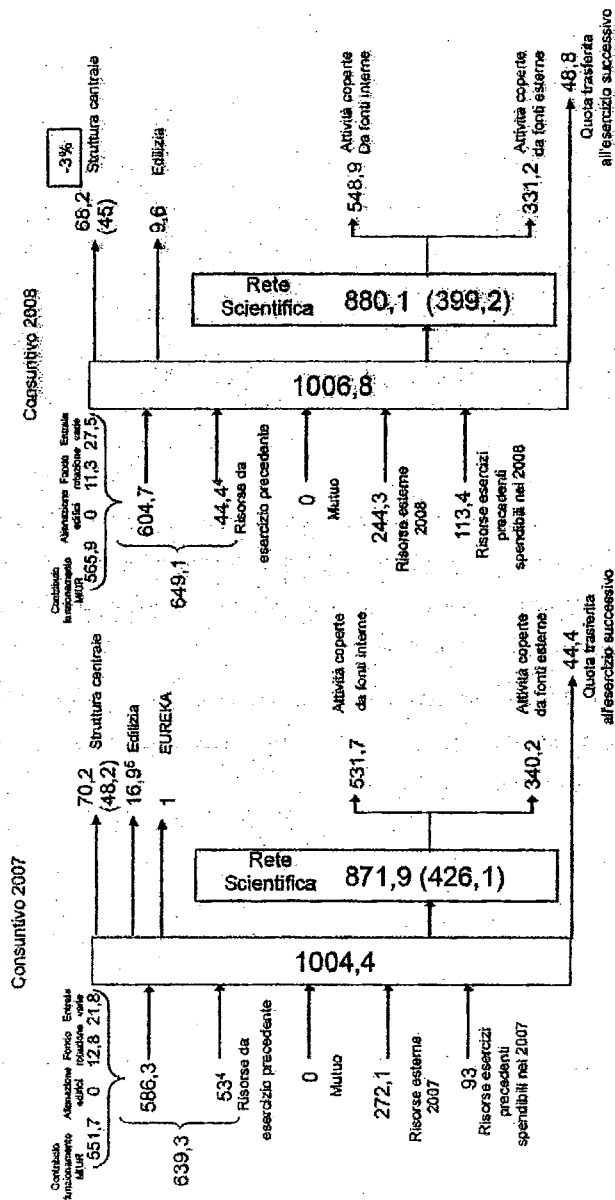 Consuntivo 2007
Contributo
funzionamento
MIUR
551,7
Alienazione
edifici
0
Fondo
rotazione
12,8
Entrate
varie
21,8
586,3
639,3
53⁴
Risorse da
esercizio precedente
0
Mutuo
272,1
Risorse esterne
2007
93
Risorse esercizi
precedenti
spendibili nel 2007
1004,4
70,2
(48,2)
Struttura centrale
16,9⁵
Edilizia
1
EUREKA
Rete
Scientifica
871,9 (426,1)
531,7
Attività coperte
da fonti interne
340,2
Attività coperte
da fonti esterne
44,4
Quota trasferita
all'esercizio successivo
Consuntivo 2008
Contributo
funzionamento
MIUR
565,9
Alienazione
edifici
0
Fondo
rotazione
11,3
Entrate
varie
27,5
604,7
649,1
44,4⁴
Risorse da
esercizio precedente
0
Mutuo
244,3
Risorse esterne
2008
113,4
Risorse esercizi
precedenti
spendibili nel 2008
1006,8
68,2
(45)
Struttura centrale
-3%
9,6
Edilizia
Rete
Scientifica
880,1 (399,2)
548,9
Attività coperte
Da fonti interne
331,2
Attività coperte
da fonti esterne
48,8
Quota trasferita
all'esercizio successivo